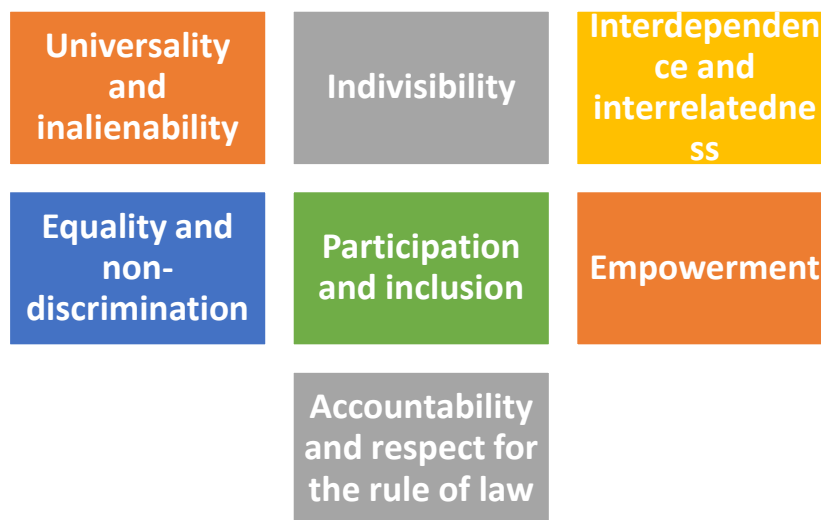 Universality
and
inalienability
Indivisibility
Interdependen
ce and
interrelatedne
ss
Equality and
non-
discrimination
Participation
and inclusion
Empowerment
Accountability
and respect for
the rule of law